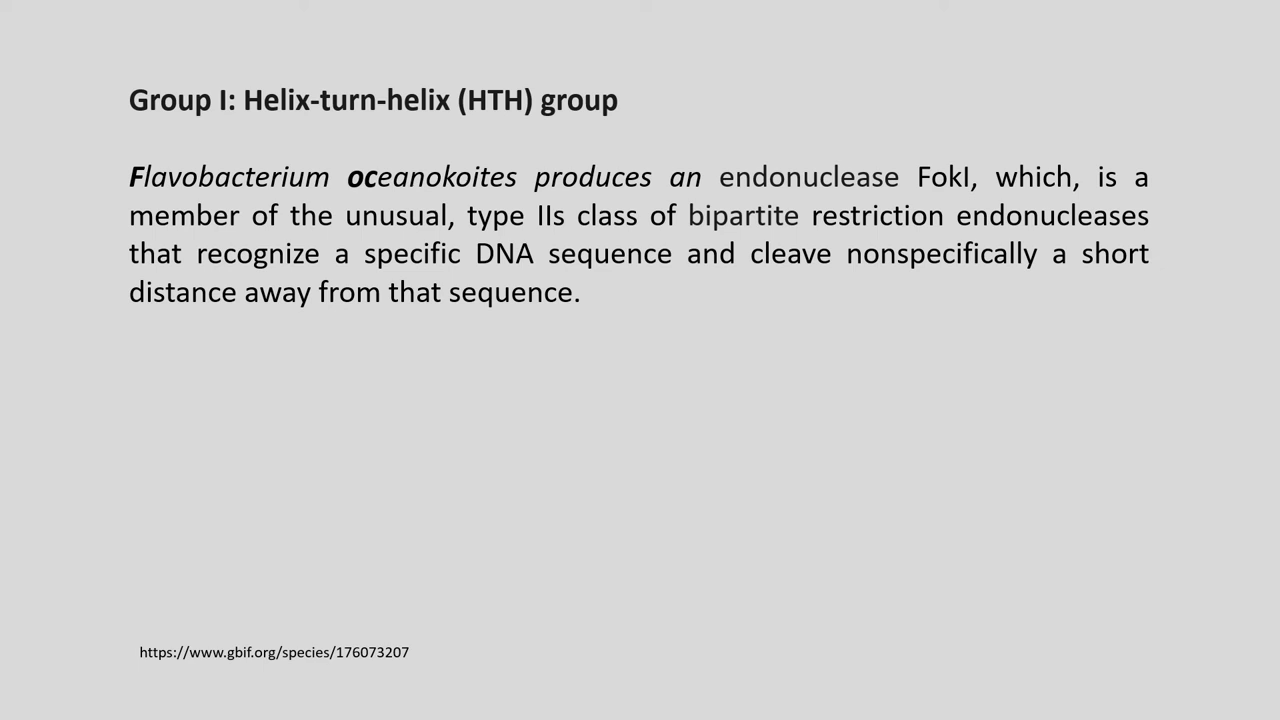 Group I: Helix-turn-helix (HTH) group
Flavobacterium oceanokoites produces an endonuclease FokI, which, is a
member of the unusual, type IIs class of bipartite restriction endonucleases
that recognize a specific DNA sequence and cleave nonspecifically a short
distance away from that sequence.
https://www.gbif.org/species/176073207